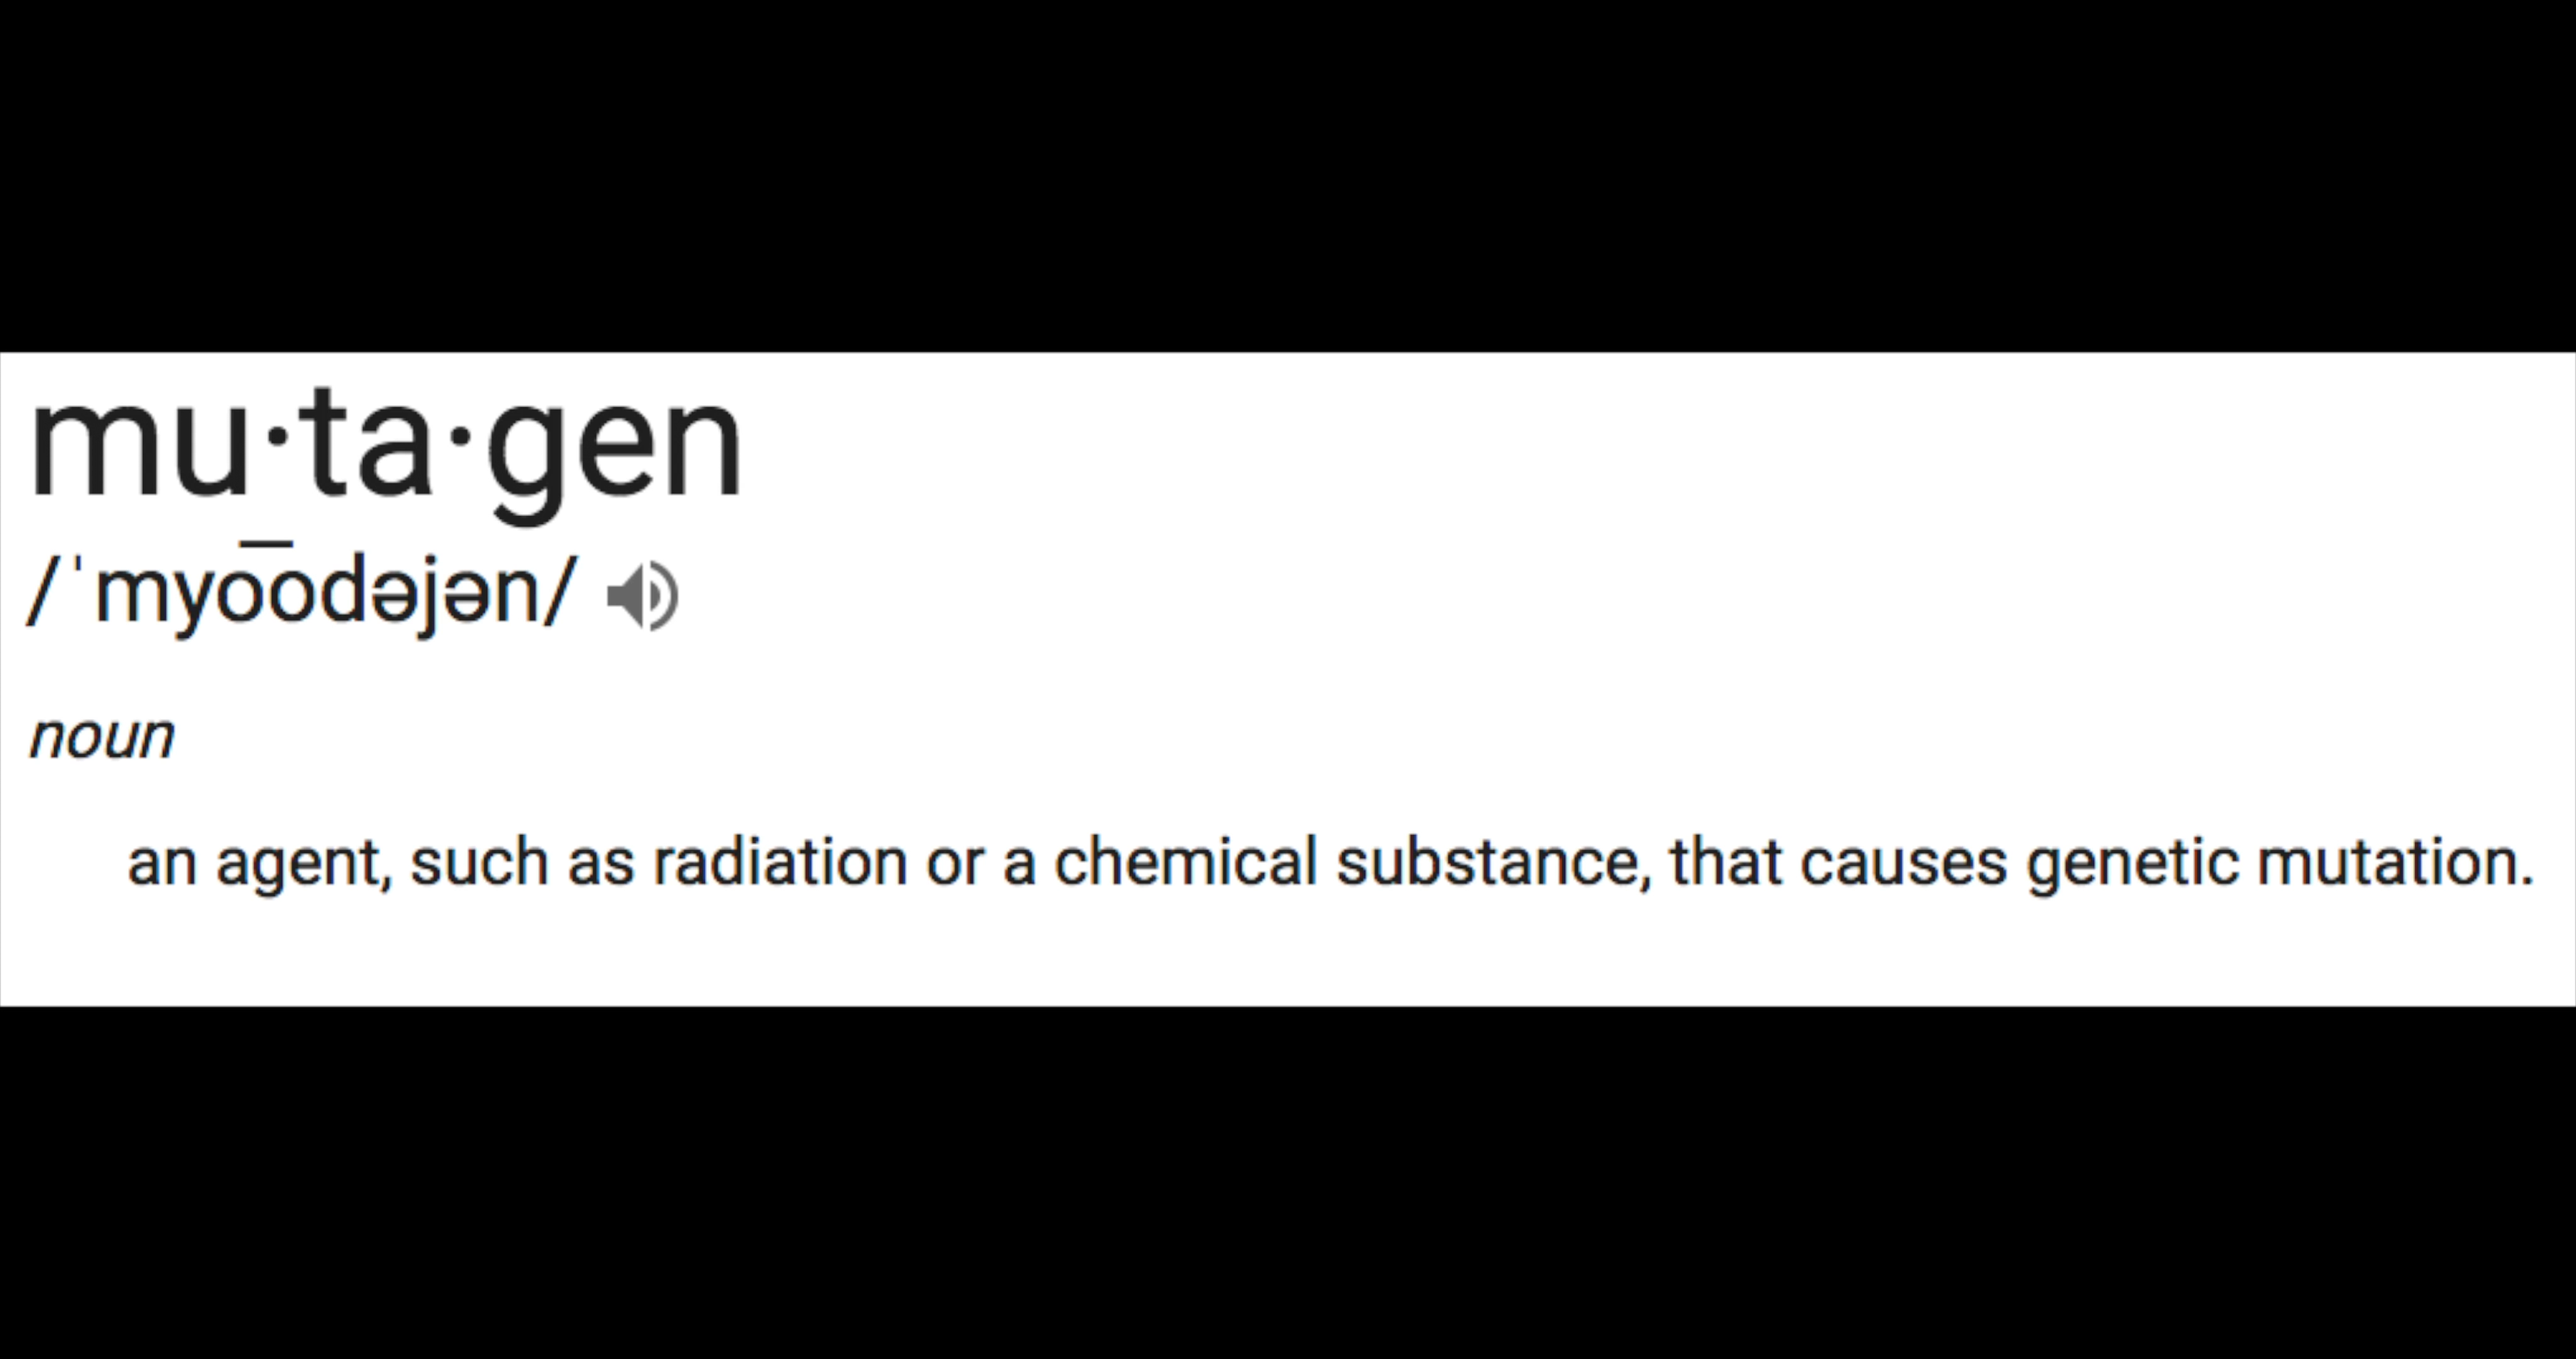 mu·ta·gen
/ˈmyo͞odəjən/
noun
an agent, such as radiation or a chemical substance, that causes genetic mutation.